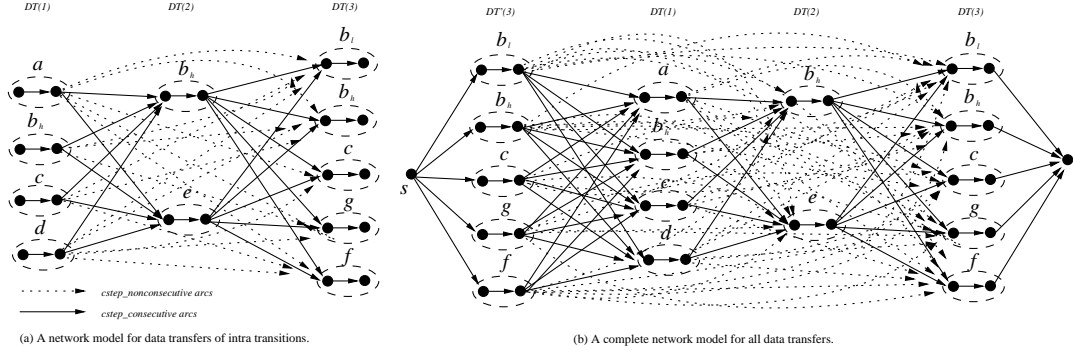 DT(1) DT(2) DT(3)
a
b_h
c
d
b_h
e
b_l
b_h
c
g
f
cstep_nonconsecutive arcs
cstep_consecutive arcs
(a) A network model for data transfers of intra transitions.
DT'(3) DT(1) DT(2) DT(3)
s
b_l
b_h
c
g
f
a
b_h
c
d
b_h
e
b_l
b_h
c
g
f
(b) A complete network model for all data transfers.